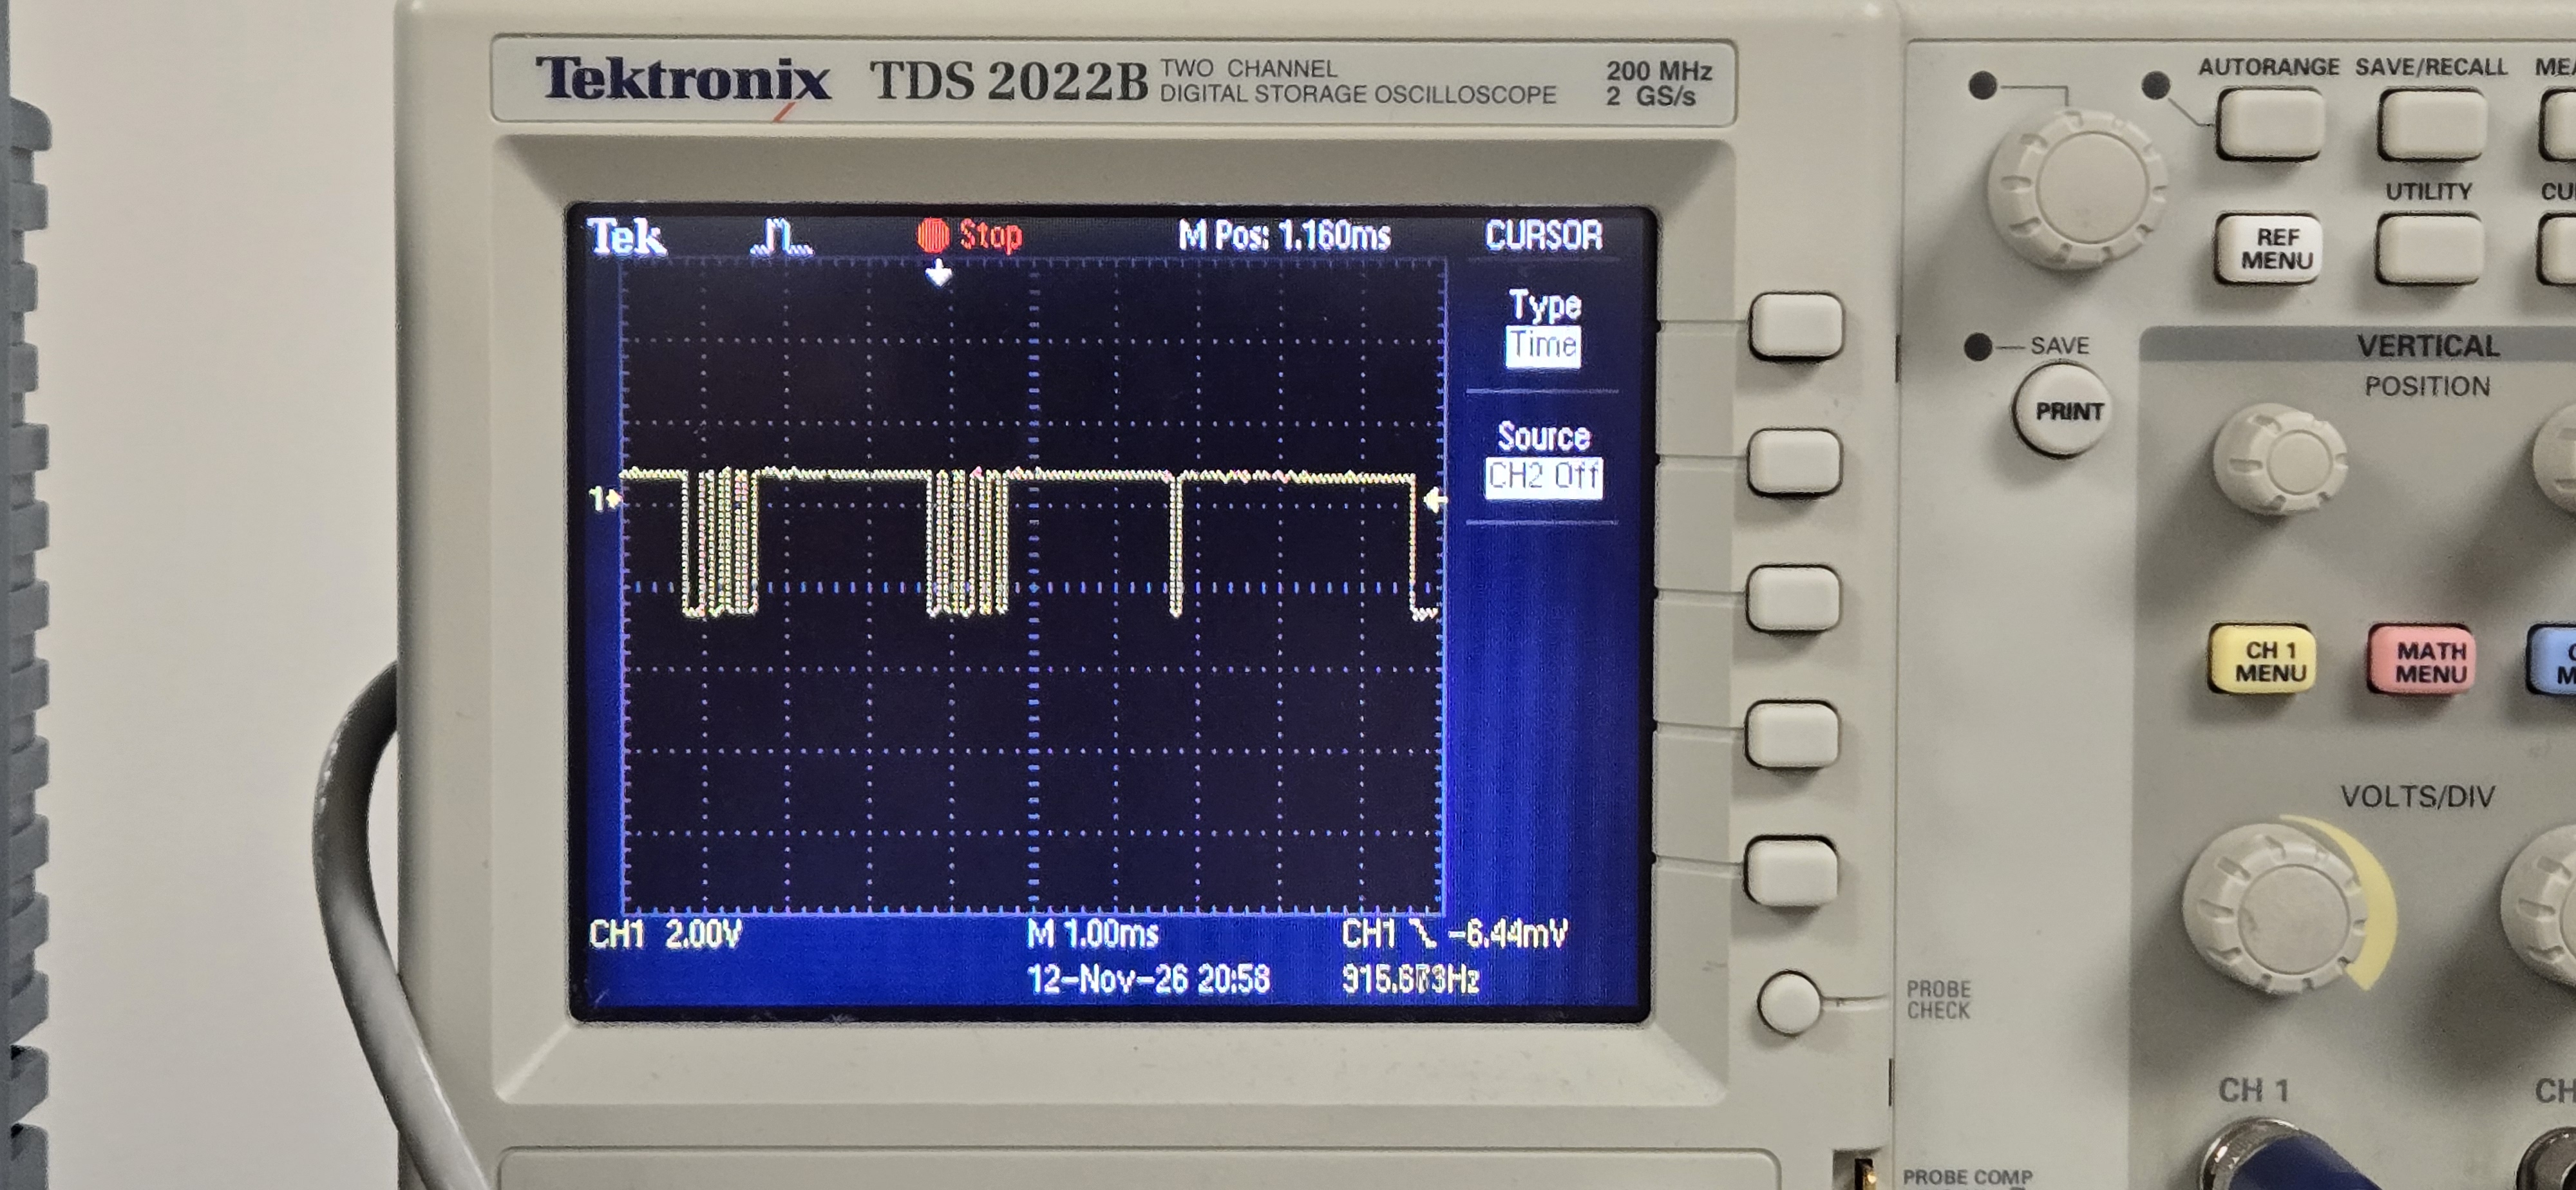 Tektronix TDS 2022B TWO CHANNEL DIGITAL STORAGE OSCILLOSCOPE 200 MHz 2 GS/s
Tek Stop M Pos: 1.160ms CURSOR
Type
Time
Source
CH2 Off
1
CH1 2.00V M 1.00ms CH1 -6.44mV
12-Nov-26 20:58
AUTORANGE SAVE/RECALL
UTILITY
REF
MENU
SAVE
PRINT
VERTICAL
POSITION
CH 1
MENU
MATH
MENU
VOLTS/DIV
PROBE
CHECK
CH 1
PROBE COMP